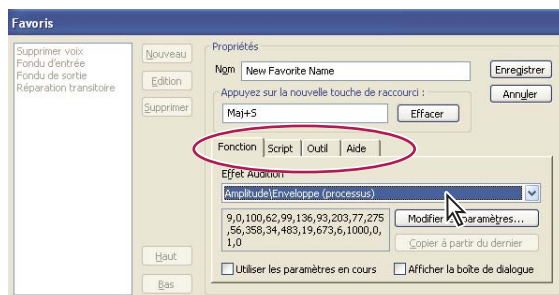 Favoris
Supprimer voix
Fondu d'entrée
Fondu de sortie
Réparation transitoire
Nouveau
Edition
Supprimer
Haut
Bas
Propriétés
Nom New Favorite Name
Enregistrer
Annuler
Appuyez sur la nouvelle touche de raccourci :
Maj+S
Effacer
Fonction Script Outil Aide
Effet Audition
Amplitude\Enveloppe (processus)
9,0,100,62,99,136,93,203,77,275
,56,358,34,483,19,673,6,1000,0,
1,0
Modifier paramètres...
Copier à partir du dernier
Utiliser les paramètres en cours
Afficher la boîte de dialogue